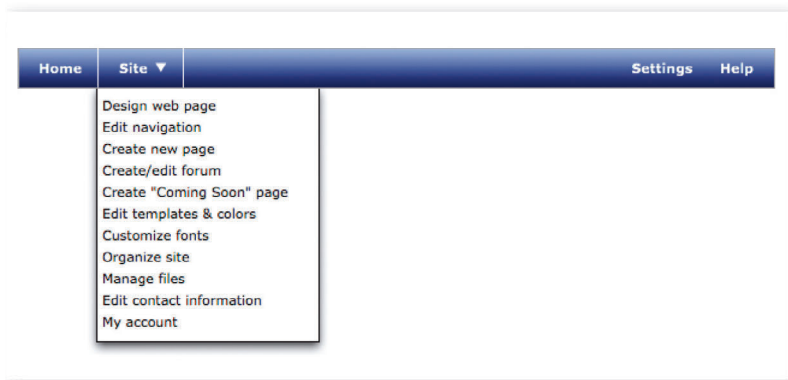 Home Site ▼ Settings Help
Design web page
Edit navigation
Create new page
Create/edit forum
Create "Coming Soon" page
Edit templates & colors
Customize fonts
Organize site
Manage files
Edit contact information
My account